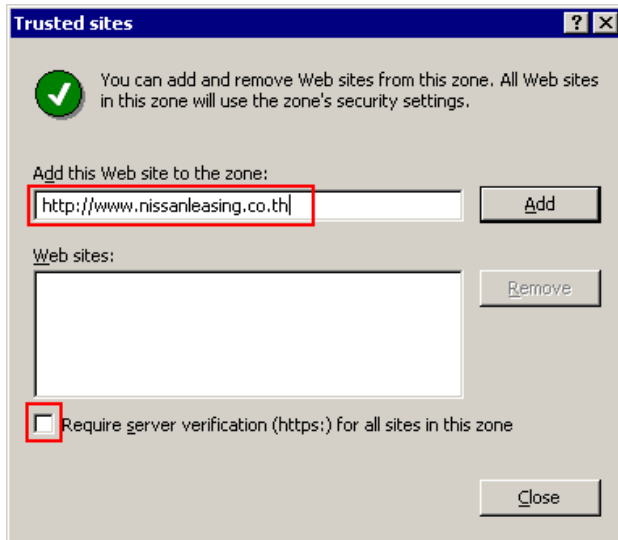 Trusted sites
You can add and remove Web sites from this zone. All Web sites
in this zone will use the zone's security settings.
Add this Web site to the zone:
http://www.nissanleasing.co.th
Add
Web sites:
Remove
Require server verification (https:) for all sites in this zone
Close